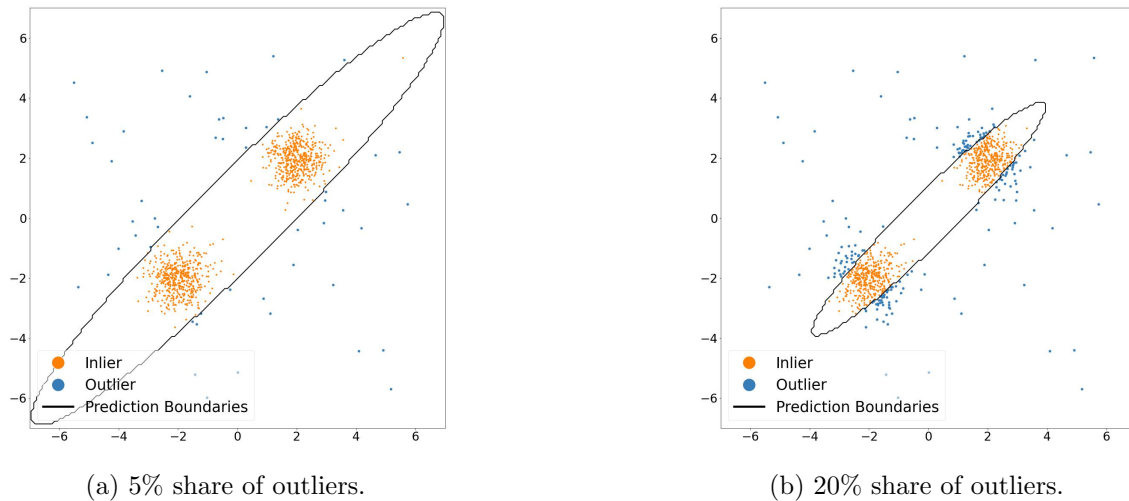 6
4
2
0
−2
−4
−6
Inlier
Outlier
Prediction Boundaries
−6 −4 −2 0 2 4 6
(a) 5% share of outliers.
6
4
2
0
−2
−4
−6
Inlier
Outlier
Prediction Boundaries
−6 −4 −2 0 2 4 6
(b) 20% share of outliers.